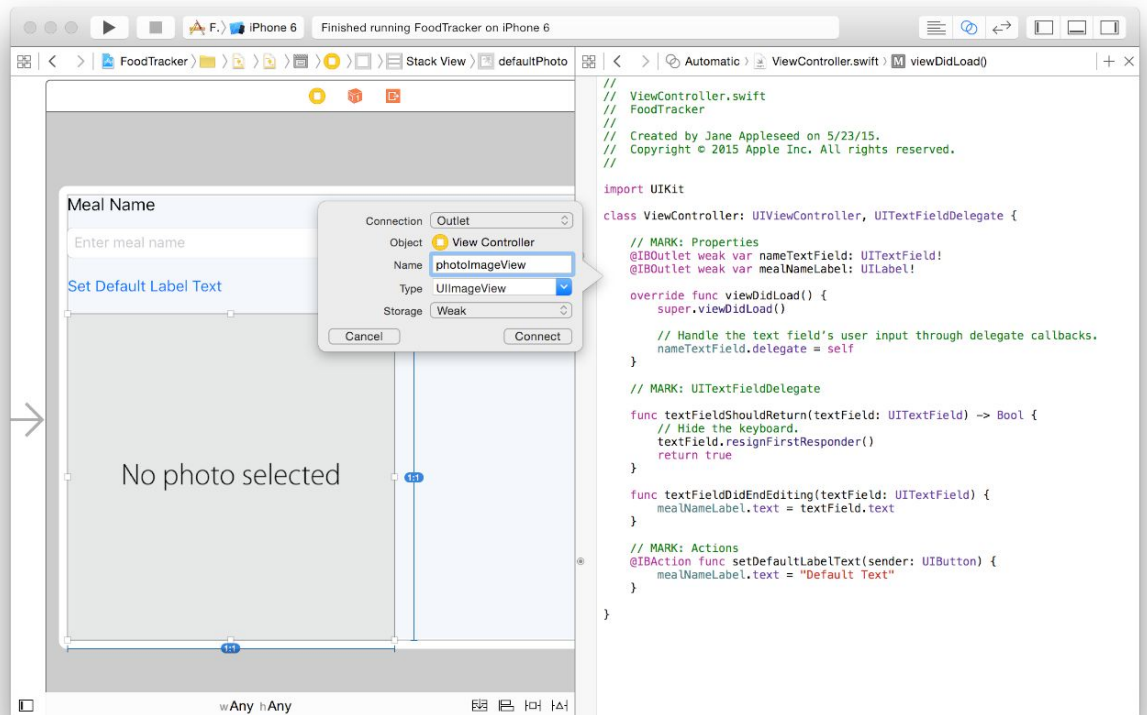 F. iPhone 6 Finished running FoodTracker on iPhone 6
FoodTracker Stack View defaultPhoto
Automatic ViewController.swift M viewDidLoad()
Meal Name
Enter meal name
Set Default Label Text
No photo selected
1:1
1:1
wAny hAny
Connection Outlet
Object View Controller
Name photoImageView
Type UIImageView
Storage Weak
Cancel Connect
//
// ViewController.swift
// FoodTracker
//
// Created by Jane Appleseed on 5/23/15.
// Copyright © 2015 Apple Inc. All rights reserved.
//
import UIKit
class ViewController: UIViewController, UITextFieldDelegate {
// MARK: Properties
@IBOutlet weak var nameTextField: UITextField!
@IBOutlet weak var mealNameLabel: UILabel!
override func viewDidLoad() {
super.viewDidLoad()
// Handle the text field’s user input through delegate callbacks.
nameTextField.delegate = self
}
// MARK: UITextFieldDelegate
func textFieldShouldReturn(textField: UITextField) -> Bool {
// Hide the keyboard.
textField.resignFirstResponder()
return true
}
func textFieldDidEndEditing(textField: UITextField) {
mealNameLabel.text = textField.text
}
// MARK: Actions
@IBAction func setDefaultLabelText(sender: UIButton) {
mealNameLabel.text = "Default Text"
}
}